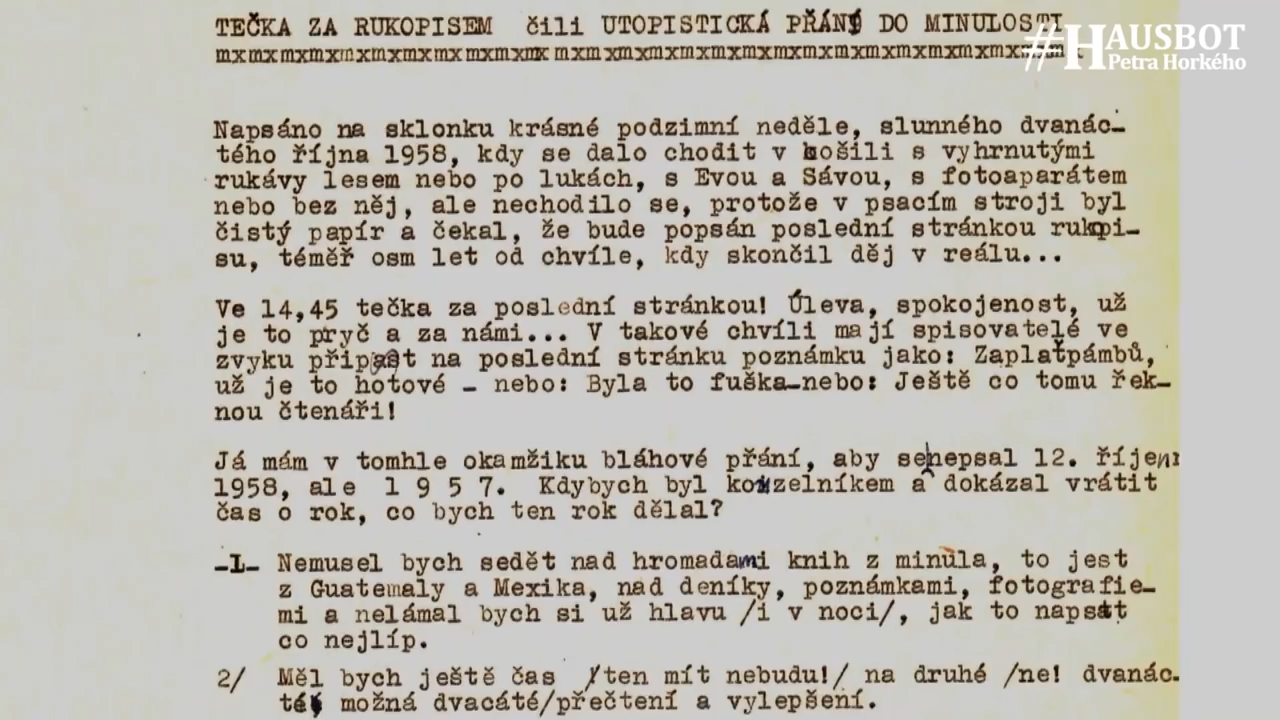 TEČKA ZA RUKOPISEM čili UTOPISTICKÁ PŘÁNÍ DO MINULOSTI
mxmxmxmxmxmxmxmxmxmxmxmxmxmxmxmxmxmxmxmxmxmxmxmxmxmxmx
#HAUSBOT
Petra Horkého
Napsáno na sklonku krásné podzimní neděle, slunného dvanác-
tého října 1958, kdy se dalo chodit v košili s vyhrnutými
rukávy lesem nebo po lukách, s Evou a Sávou, s fotoaparátem
nebo bez něj, ale nechodilo se, protože v psacím stroji byl
čistý papír a čekal, že bude popsán poslední stránkou rukopi-
su, téměř osm let od chvíle, kdy skončil děj v reálu...
Ve 14,45 tečka za poslední stránkou! Úleva, spokojenost, už
je to pryč a za námi... V takové chvíli mají spisovatelé ve
zvyku připsat na poslední stránku poznámku jako: Zaplaťpámbů,
už je to hotové - nebo: Byla to fuška-nebo: Ještě co tomu řek-
nou čtenáři!
Já mám v tomhle okamžiku bláhové přání, aby se nepsal 12. říjen
1958, ale 1 9 5 7. Kdybych byl kouzelníkem a dokázal vrátit
čas o rok, co bych ten rok dělal?
-1- Nemusel bych sedět nad hromadami knih z minula, to jest
z Guatemaly a Mexika, nad deníky, poznámkami, fotografie-
mi a nelámal bych si už hlavu /i v noci/, jak to napsat
co nejlíp.
2/ Měl bych ještě čas /ten mít nebudu!/ na druhé /ne! dvanác-
té, možná dvacáté/přečtení a vylepšení.